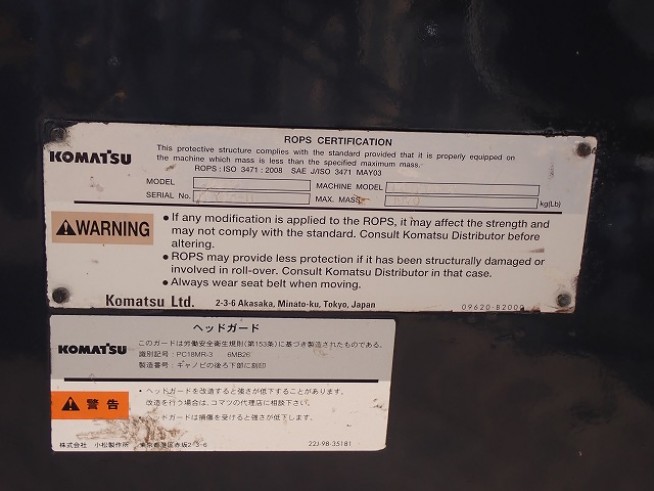 ROPS CERTIFICATION
KOMATSU
This protective structure complies with the standard provided that it is properly equipped on
the machine which mass is less than the specified maximum mass.
ROPS : ISO 3471 : 2008 SAE J/ISO 3471 MAY03
MODEL MACHINE MODEL
SERIAL No. MAX. MASS kg(Lb)
WARNING
• If any modification is applied to the ROPS, it may affect the strength and
may not comply with the standard. Consult Komatsu Distributor before
altering.
• ROPS may provide less protection if it has been structurally damaged or
involved in roll-over. Consult Komatsu Distributor in that case.
• Always wear seat belt when moving.
Komatsu Ltd. 2-3-6 Akasaka, Minato-ku, Tokyo, Japan 09620-B2000
ヘッドガード
KOMATSU
このガードは労働安全衛生規則(第153条)に基づき製造されたものである。
識別記号: PC18MR-3 6MB26
製造番号: キャノピの後ろ下部に刻印
警告
・ヘッドガードを改造すると強さが低下することがあります。
改造を行う場合は、コマツの代理店に相談下さい。
ドガードは損傷を受けると強さが低下します。
株式会社 小松製作所 東京都港区赤坂2-3-6 22J-98-35181